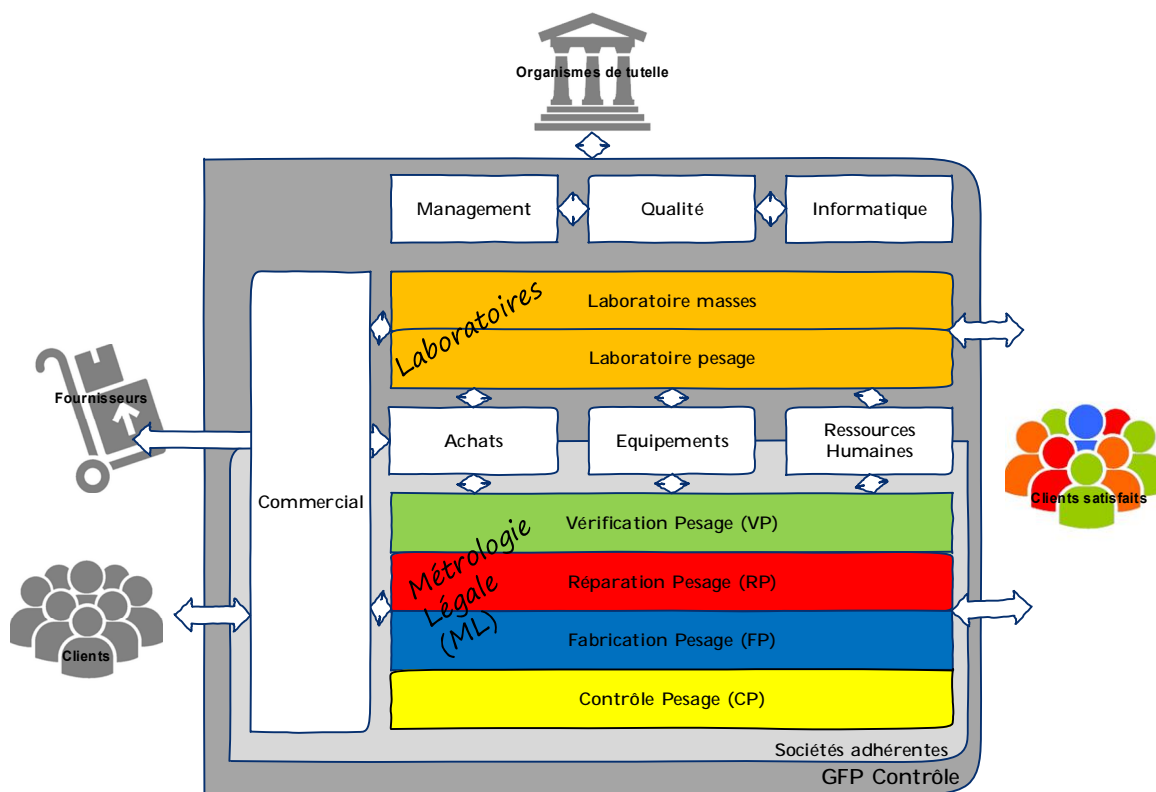 Organismes de tutelle
Management
Qualité
Informatique
Laboratoires
Laboratoire masses
Laboratoire pesage
Fournisseurs
Achats
Equipements
Ressources
Humaines
Commercial
Clients satisfaits
Métrologie
Légale
(ML)
Vérification Pesage (VP)
Réparation Pesage (RP)
Fabrication Pesage (FP)
Contrôle Pesage (CP)
Clients
Sociétés adhérentes
GFP Contrôle